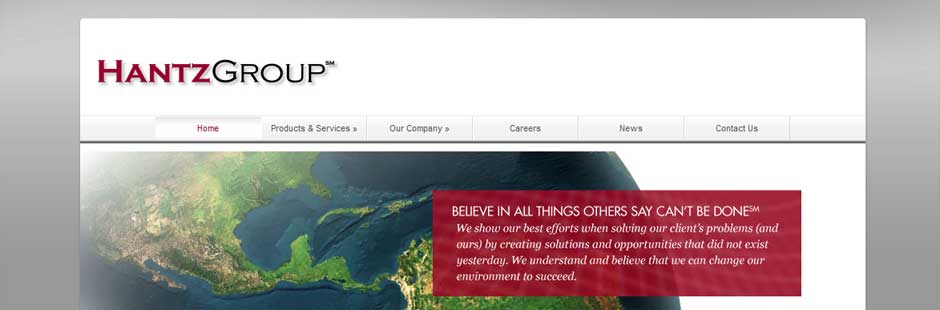 HANTZGROUP℠
Home Products & Services » Our Company » Careers News Contact Us
BELIEVE IN ALL THINGS OTHERS SAY CAN'T BE DONE℠
We show our best efforts when solving our client's problems (and
ours) by creating solutions and opportunities that did not exist
yesterday. We understand and believe that we can change our
environment to succeed.